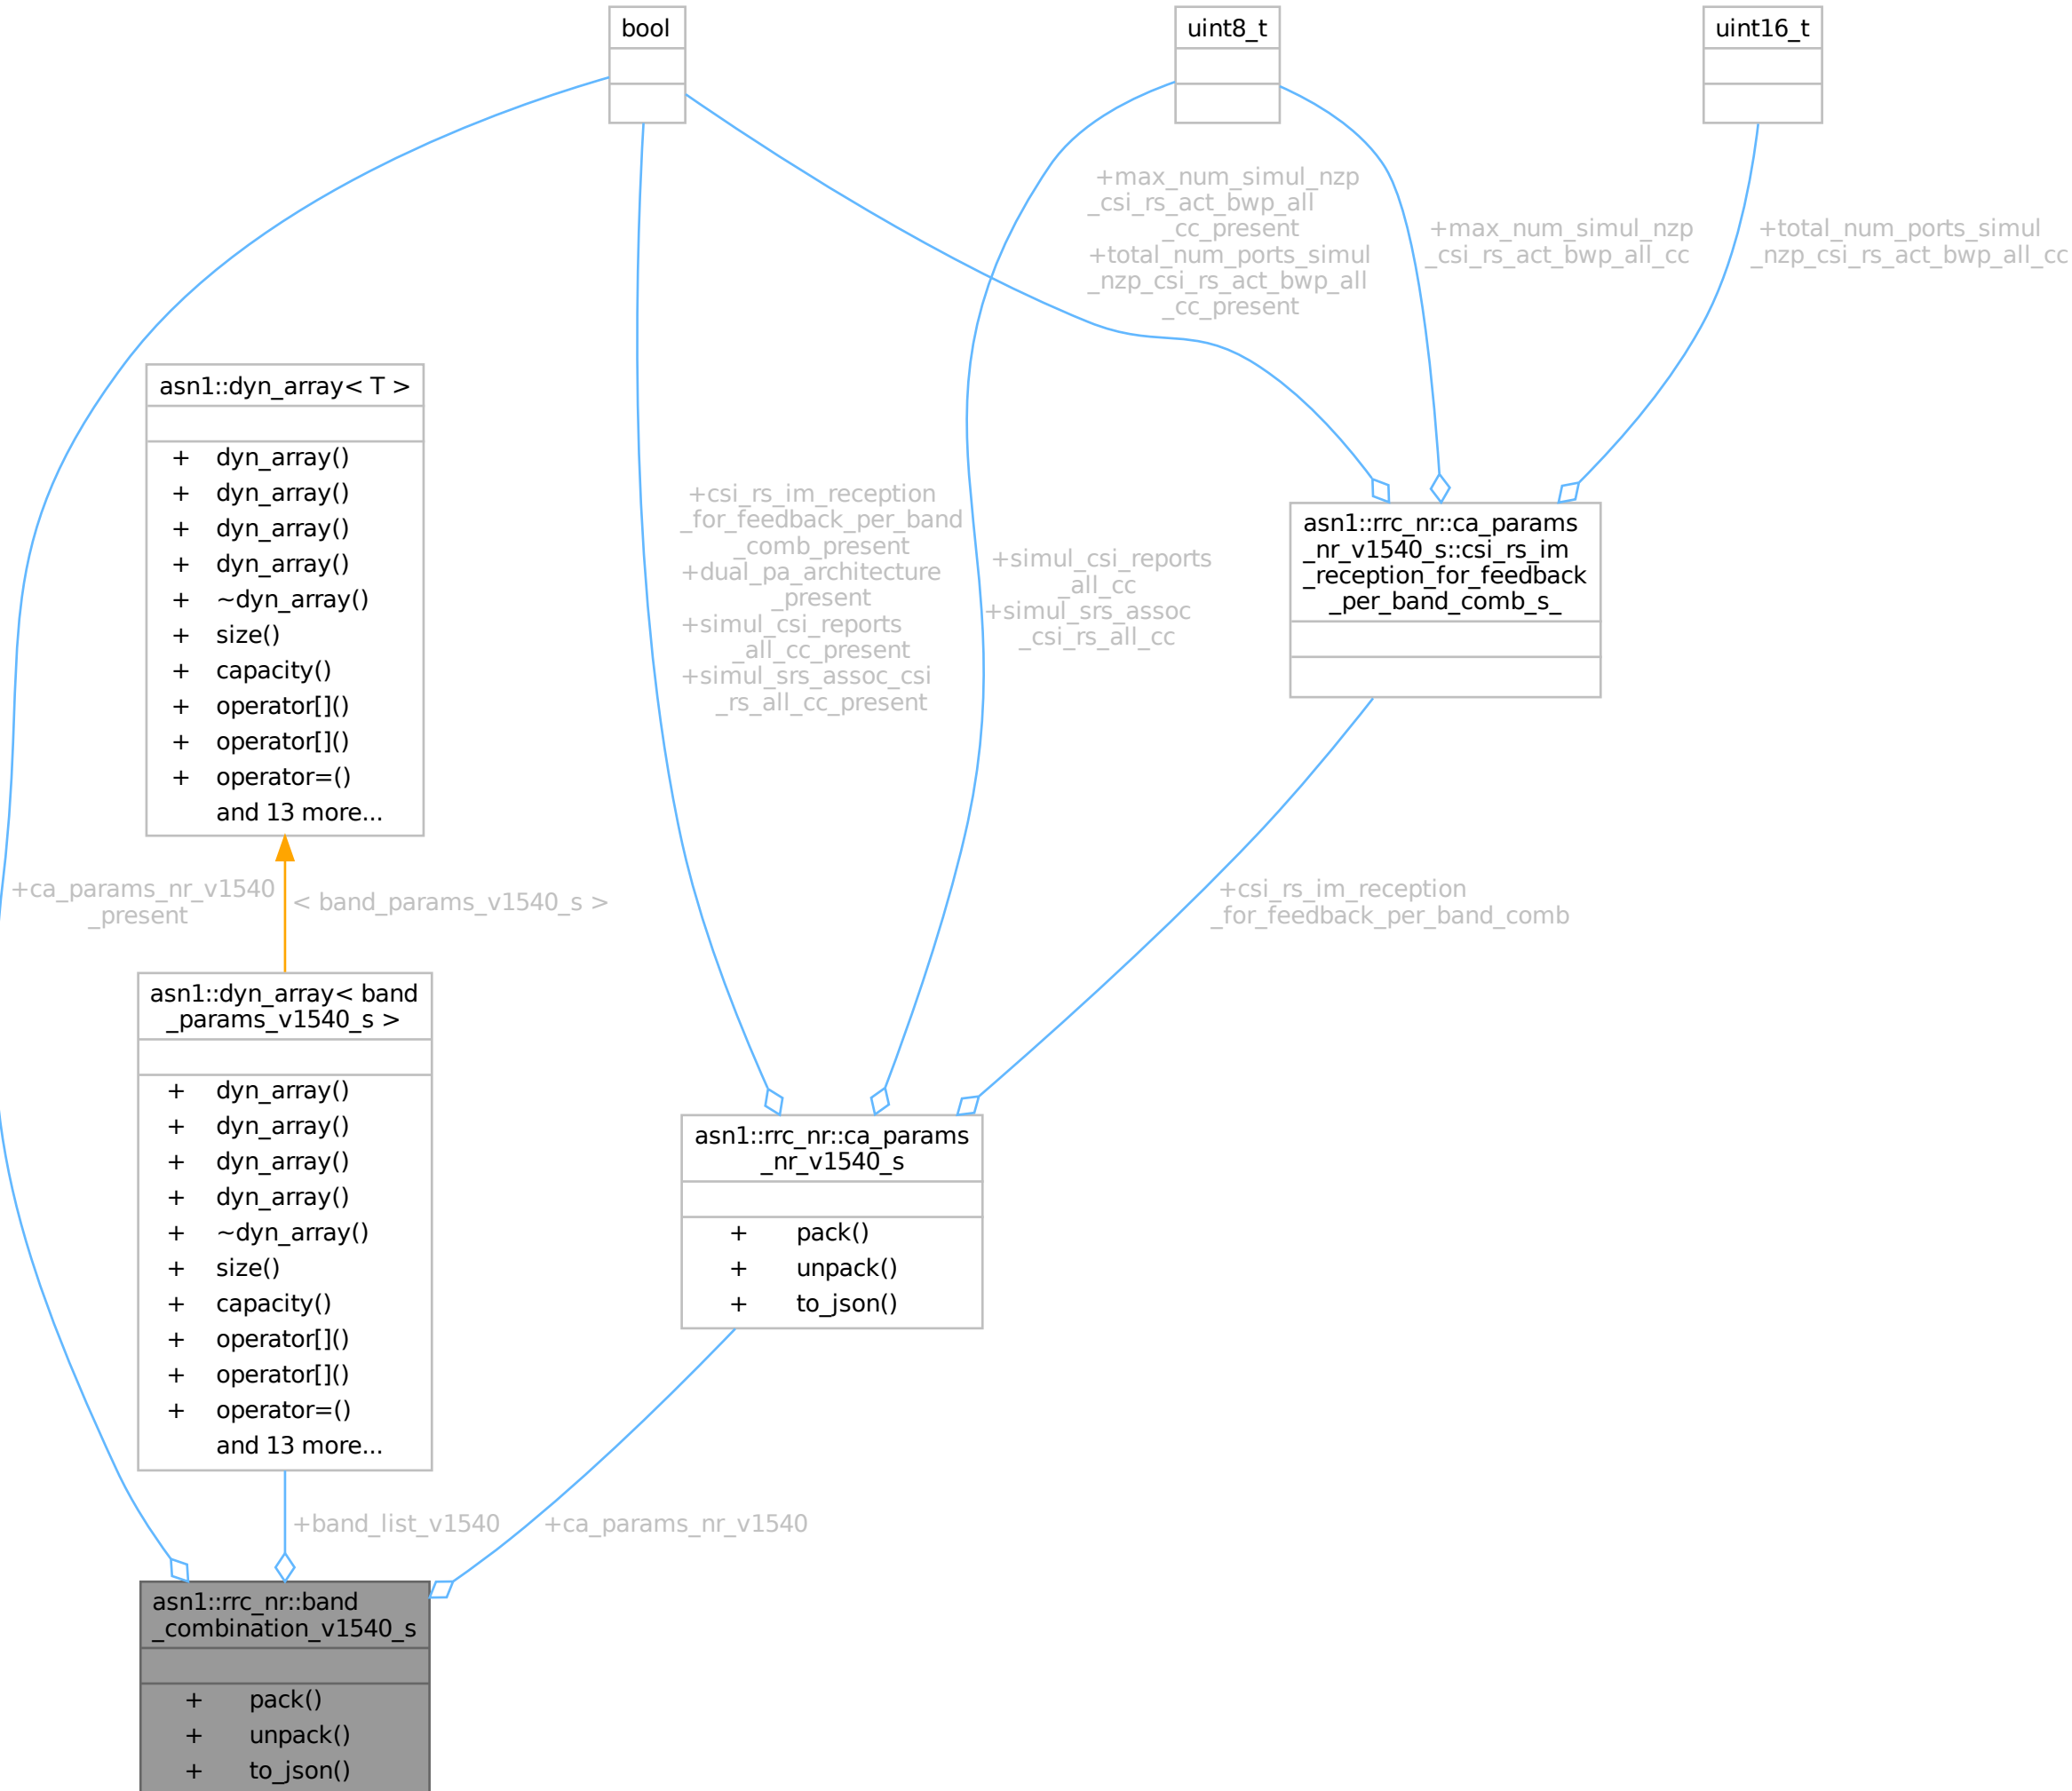 bool
uint8_t
uint16_t
+max_num_simul_nzp
_csi_rs_act_bwp_all
_cc_present
+total_num_ports_simul
_nzp_csi_rs_act_bwp_all
_cc_present
+max_num_simul_nzp
_csi_rs_act_bwp_all_cc
+total_num_ports_simul
_nzp_csi_rs_act_bwp_all_cc
asn1::dyn_array< T >
+ dyn_array()
+ dyn_array()
+ dyn_array()
+ dyn_array()
+ ~dyn_array()
+ size()
+ capacity()
+ operator[]()
+ operator[]()
+ operator=()
and 13 more...
+csi_rs_im_reception
_for_feedback_per_band
_comb_present
+dual_pa_architecture
_present
+simul_csi_reports
_all_cc_present
+simul_srs_assoc_csi
_rs_all_cc_present
+simul_csi_reports
_all_cc
+simul_srs_assoc
_csi_rs_all_cc
asn1::rrc_nr::ca_params
_nr_v1540_s::csi_rs_im
_reception_for_feedback
_per_band_comb_s_
+ca_params_nr_v1540
_present
< band_params_v1540_s >
+csi_rs_im_reception
_for_feedback_per_band_comb
asn1::dyn_array< band
_params_v1540_s >
+ dyn_array()
+ dyn_array()
+ dyn_array()
+ dyn_array()
+ ~dyn_array()
+ size()
+ capacity()
+ operator[]()
+ operator[]()
+ operator=()
and 13 more...
asn1::rrc_nr::ca_params
_nr_v1540_s
+ pack()
+ unpack()
+ to_json()
+band_list_v1540
+ca_params_nr_v1540
asn1::rrc_nr::band
_combination_v1540_s
+ pack()
+ unpack()
+ to_json()